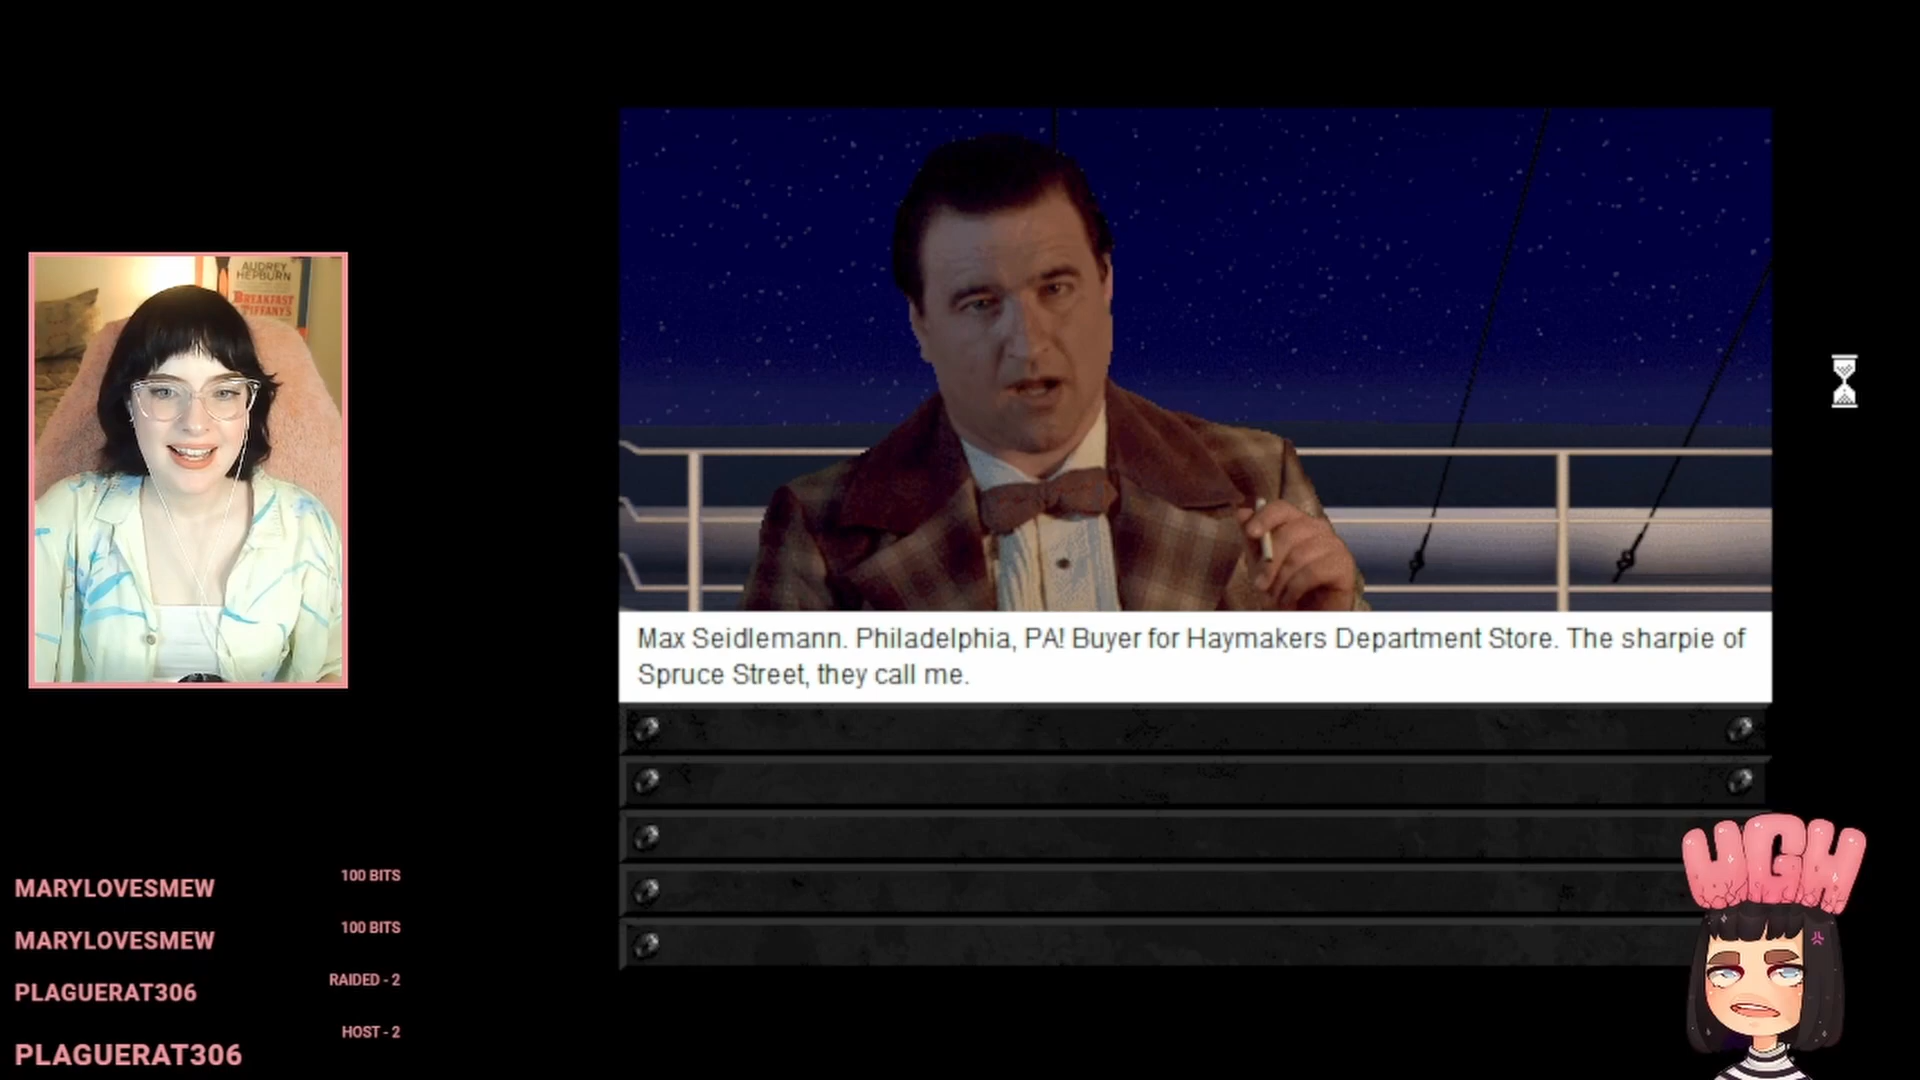 AUDREY
HEPBURN
BREAKFAST
TIFFANY'S
Max Seidlemann. Philadelphia, PA! Buyer for Haymakers Department Store. The sharpie of
Spruce Street, they call me.
MARYLOVESMEW 100 BITS
MARYLOVESMEW 100 BITS
PLAGUERAT306 RAIDED - 2
PLAGUERAT306 HOST - 2
UGH